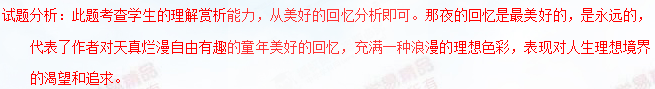 试题分析：此题考查学生的理解赏析能力，从美好的回忆分析即可。那夜的回忆是最美好的，是永远的，
代表了作者对天真烂漫自由有趣的童年美好的回忆，充满一种浪漫的理想色彩，表现对人生理想境界
的渴望和追求。